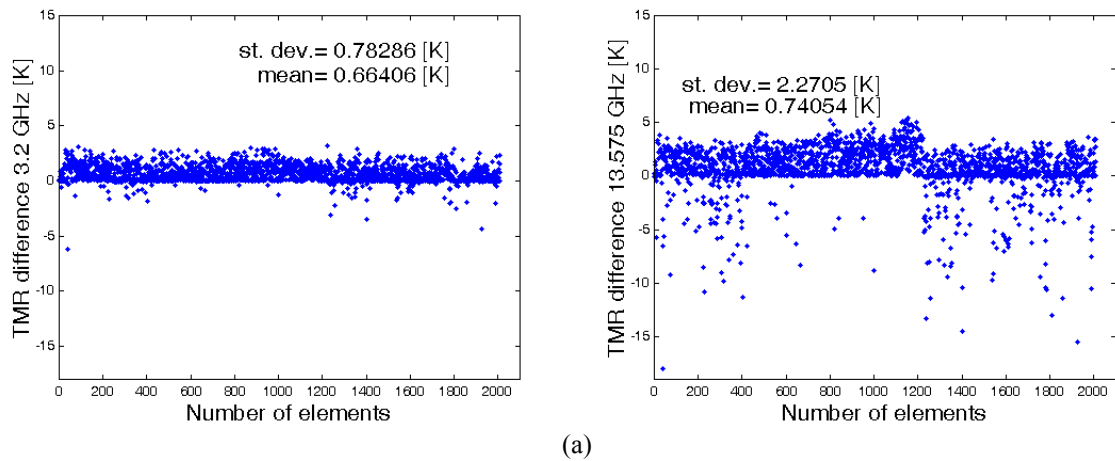 TMR difference 3.2 GHz [K]
15
10
5
0
-5
-10
-15
st. dev.= 0.78286 [K]
mean= 0.66406 [K]
0 200 400 600 800 1000 1200 1400 1600 1800 2000
Number of elements
TMR difference 13.575 GHz [K]
15
10
5
0
-5
-10
-15
st. dev.= 2.2705 [K]
mean= 0.74054 [K]
0 200 400 600 800 1000 1200 1400 1600 1800 2000
Number of elements
(a)